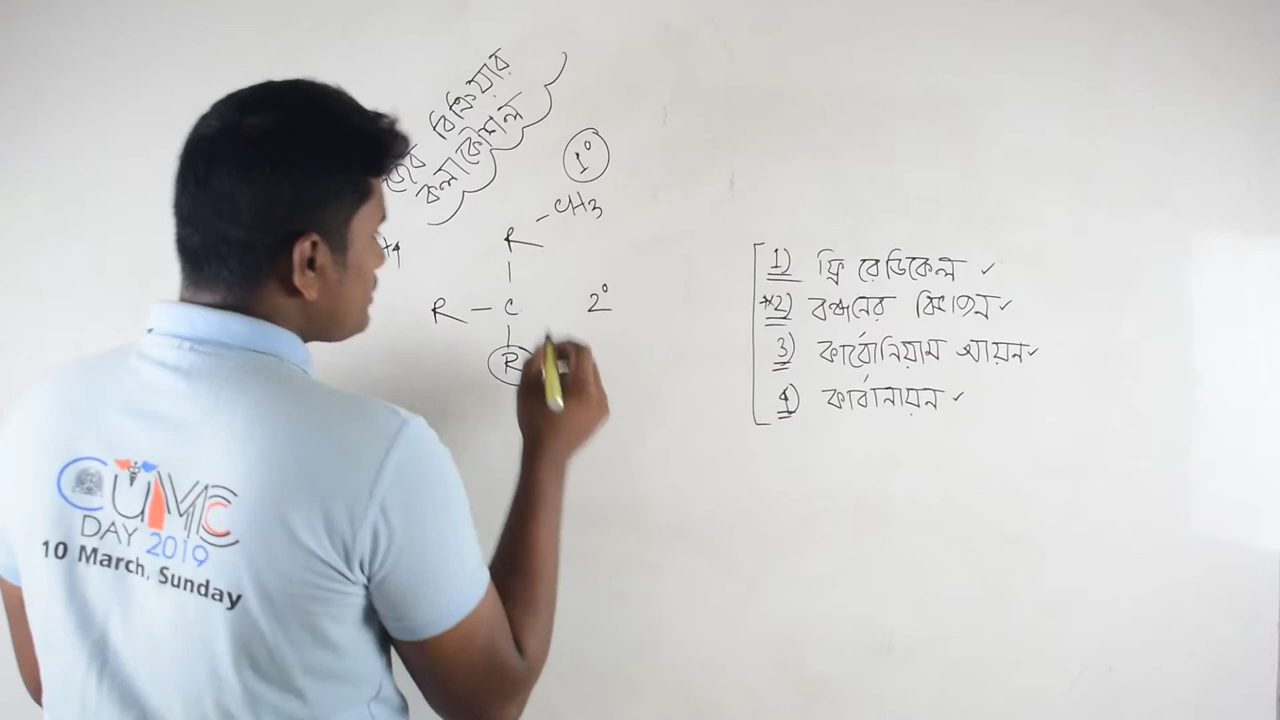 বিক্রিয়ার
কলাকৌশল
1°
CH3
R
R - C 2°
R
1) ফ্রি রেডিকেল ✓
*2) বন্ধনের বিভাজন ✓
3) কার্বোনিয়াম আয়ন ✓
4) কার্বানায়ন ✓
CUMC
DAY 2019
10 March, Sunday